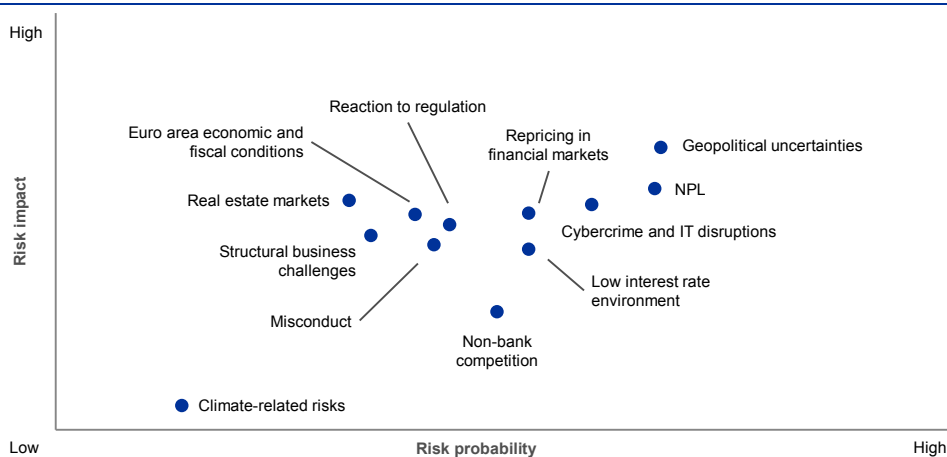 High
Reaction to regulation
Euro area economic and
fiscal conditions
Repricing in
financial markets
Geopolitical uncertainties
NPL
Real estate markets
Cybercrime and IT disruptions
Structural business
challenges
Low interest rate
environment
Misconduct
Non-bank
competition
Climate-related risks
Risk impact
Low
Risk probability
High